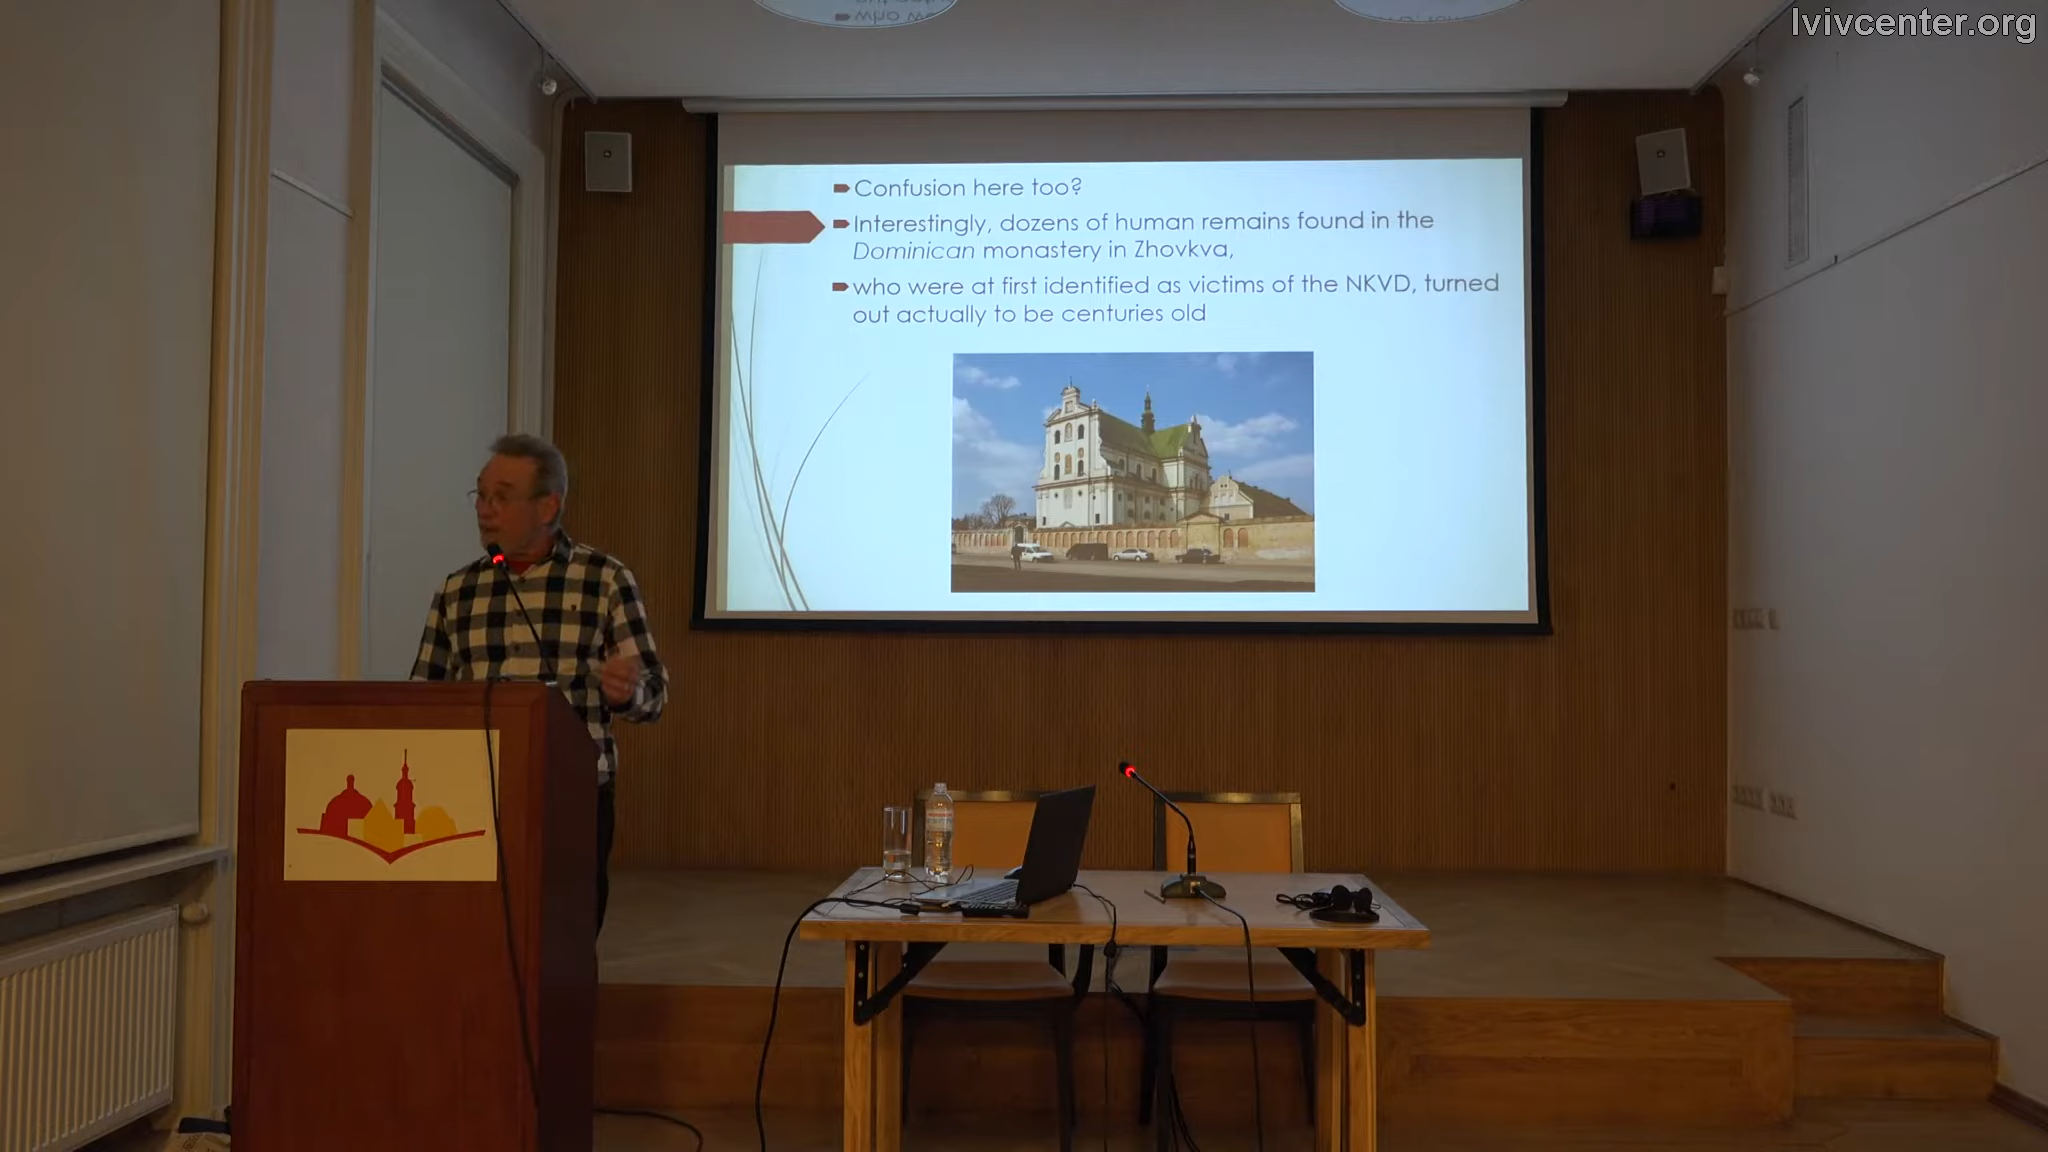 lvivcenter.org
Confusion here too?
Interestingly, dozens of human remains found in the
Dominican monastery in Zhovkva,
who were at first identified as victims of the NKVD, turned
out actually to be centuries old